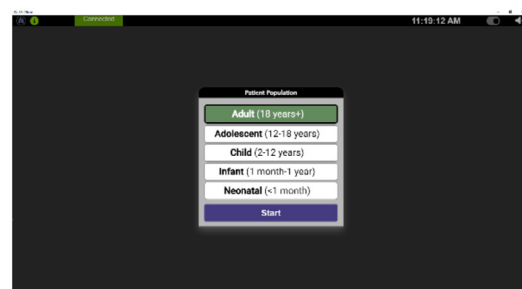 Connected
11:19:12 AM
Patient Population
Adult (18 years+)
Adolescent (12-18 years)
Child (2-12 years)
Infant (1 month-1 year)
Neonatal (<1 month)
Start